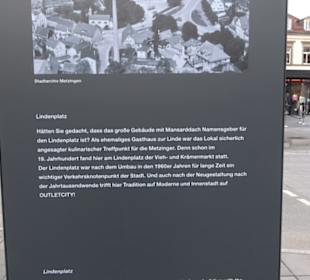 Stadtarchiv Metzingen
Lindenplatz
Hätten Sie gedacht, dass das große Gebäude mit Mansarddach Namensgeber für
den Lindenplatz ist? Als ehemaliges Gasthaus zur Linde war das Lokal sicherlich
angesagter kulinarischer Treffpunkt für die Metzinger. Denn schon im
19. Jahrhundert fand hier am Lindenplatz der Vieh- und Krämermarkt statt.
Der Lindenplatz war nach dem Umbau in den 1960er Jahren für lange Zeit ein
wichtiger Verkehrsknotenpunkt der Stadt. Und auch nach der Neugestaltung nach
der Jahrtausendwende trifft hier Tradition auf Moderne und Innenstadt auf
OUTLETCITY!
Lindenplatz